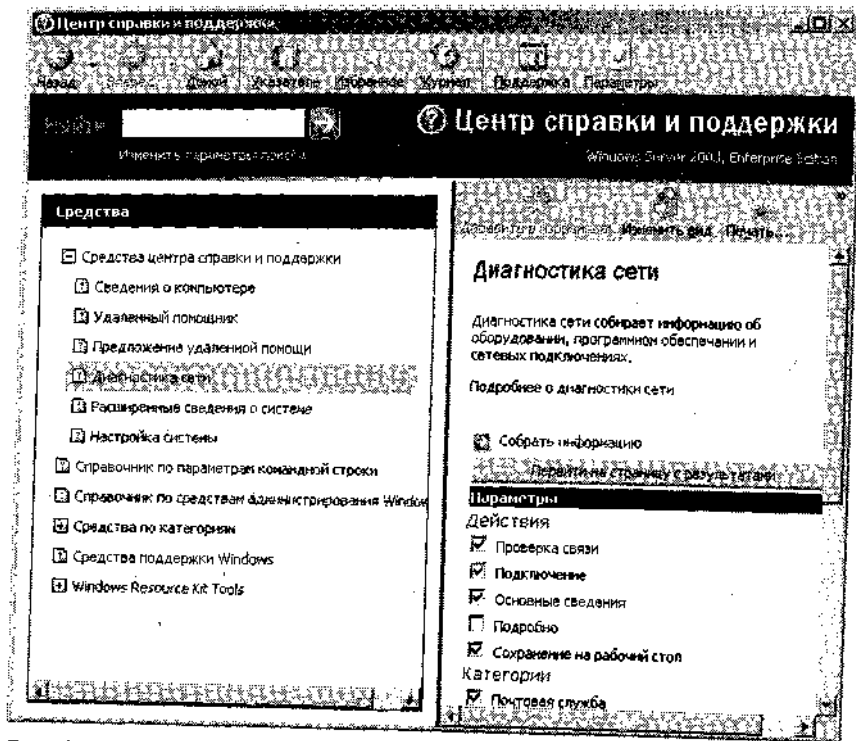 Центр справки и поддержки
Назад Домой Указатель Избранное Журнал Поддержка Параметры
Найти
Центр справки и поддержки
Изменить параметры поиска
Windows Server 2003, Enterprise Edition
Средства
Средства центра справки и поддержки
Сведения о компьютере
Удаленный помощник
Предложение удаленной помощи
Диагностика сети
Расширенные сведения о системе
Настройка системы
Справочник по параметрам командной строки
Справочник по средствам администрирования Window
Средства по категориям
Средства поддержки Windows
Windows Resource Kit Tools
Изменить вид Печать...
Диагностика сети
Диагностика сети собирает информацию об
оборудовании, программном обеспечении и
сетевых подключениях.
Подробнее о диагностики сети
Собрать информацию
Перейти на страницу с результатами
Параметры
Действия
Проверка связи
Подключение
Основные сведения
Подробно
Сохранение на рабочий стол
Категории
Почтовая служба